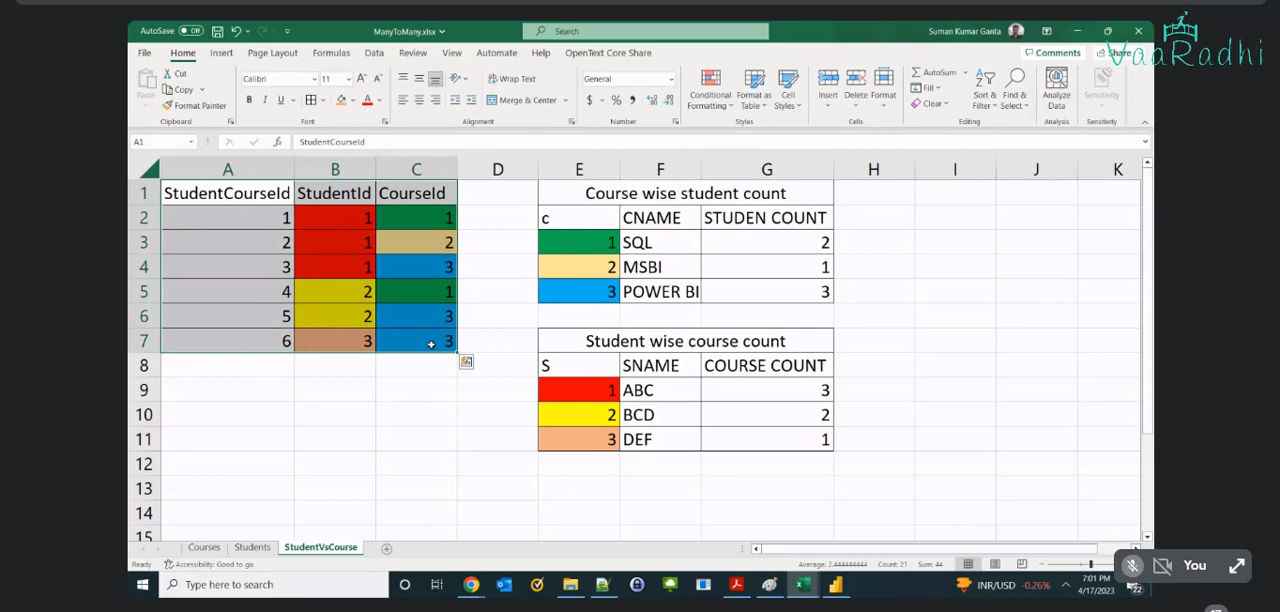 AutoSave Off ManyToMany.xlsx Search Suman Kumar Ganta
VaaRadhi
File Home Insert Page Layout Formulas Data Review View Automate Help OpenText Core Share Comments Share
Cut Calibri 11 Wrap Text General AutoSum
Copy Fill
Paste Format Painter Merge & Center Conditional Formatting Format as Table Cell Styles Insert Delete Format Clear Sort & Filter Find & Select Analyze Data Sensitivity
Clipboard Font Alignment Number Styles Cells Editing Analysis Sensitivity
A1 fx StudentCourseId
A B C D E F G H I J K
1 StudentCourseId StudentId CourseId Course wise student count
2 1 1 1 c CNAME STUDEN COUNT
3 2 1 2 1 SQL 2
4 3 1 3 2 MSBI 1
5 4 2 1 3 POWER BI 3
6 5 2 3
7 6 3 3 Student wise course count
8 S SNAME COURSE COUNT
9 1 ABC 3
10 2 BCD 2
11 3 DEF 1
12
13
14
15
Courses Students StudentVsCourse
Ready Accessibility: Good to go Average: 2.444444444 Count: 21 Sum: 44
You
Type here to search INR/USD -0.26% 7:01 PM
4/17/2023 22